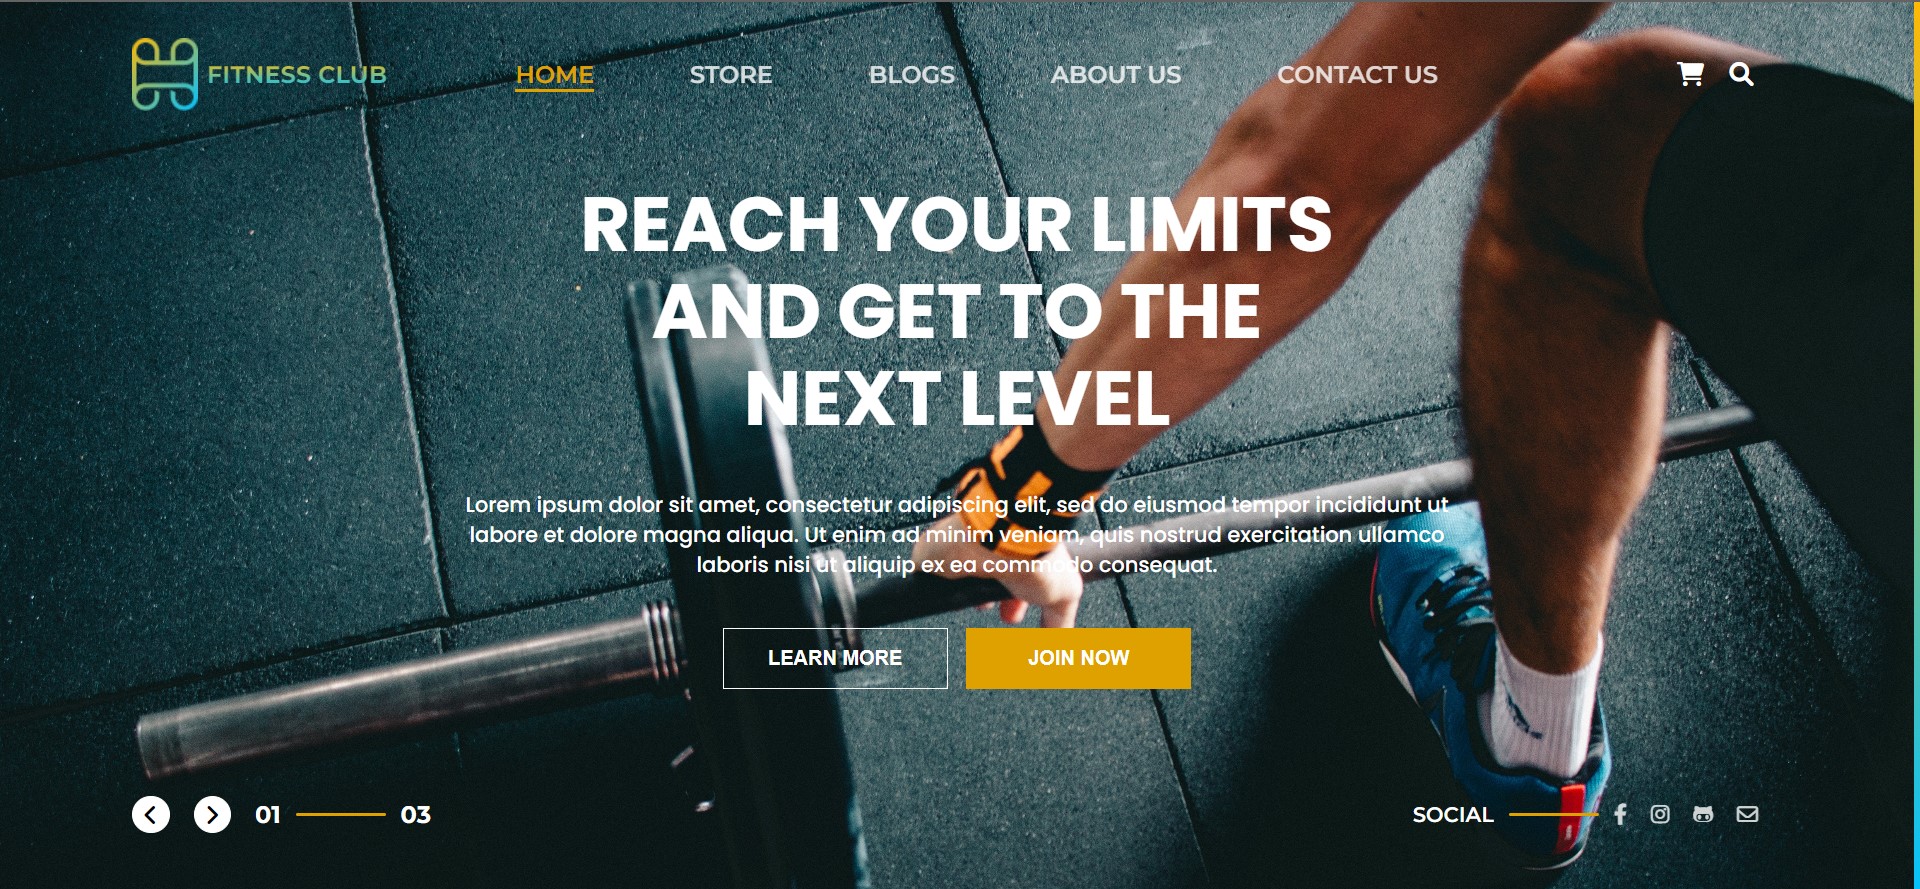 FITNESS CLUB
HOME
STORE
BLOGS
ABOUT US
CONTACT US
REACH YOUR LIMITS
AND GET TO THE
NEXT LEVEL
Lorem ipsum dolor sit amet, consectetur adipiscing elit, sed do eiusmod tempor incididunt ut
labore et dolore magna aliqua. Ut enim ad minim veniam, quis nostrud exercitation ullamco
laboris nisi ut aliquip ex ea commodo consequat.
LEARN MORE
JOIN NOW
01
03
SOCIAL